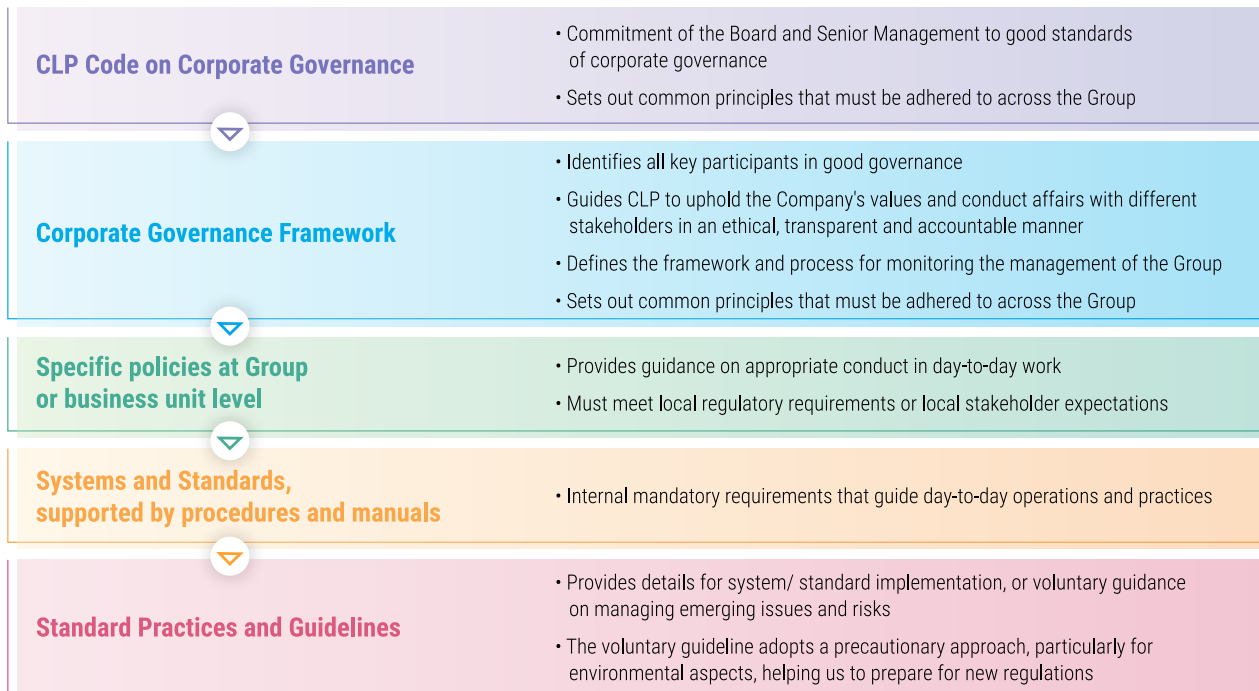 CLP Code on Corporate Governance
• Commitment of the Board and Senior Management to good standards
of corporate governance
• Sets out common principles that must be adhered to across the Group
Corporate Governance Framework
• Identifies all key participants in good governance
• Guides CLP to uphold the Company's values and conduct affairs with different
stakeholders in an ethical, transparent and accountable manner
• Defines the framework and process for monitoring the management of the Group
• Sets out common principles that must be adhered to across the Group
Specific policies at Group
or business unit level
• Provides guidance on appropriate conduct in day-to-day work
• Must meet local regulatory requirements or local stakeholder expectations
Systems and Standards,
supported by procedures and manuals
• Internal mandatory requirements that guide day-to-day operations and practices
Standard Practices and Guidelines
• Provides details for system/ standard implementation, or voluntary guidance
on managing emerging issues and risks
• The voluntary guideline adopts a precautionary approach, particularly for
environmental aspects, helping us to prepare for new regulations